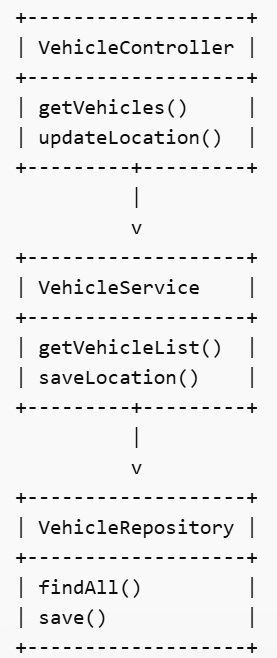 +-------------------+
| VehicleController |
+-------------------+
| getVehicles()     |
| updateLocation()  |
+---------+---------+
          |
          v
+-------------------+
| VehicleService    |
+-------------------+
| getVehicleList()  |
| saveLocation()    |
+---------+---------+
          |
          v
+-------------------+
| VehicleRepository |
+-------------------+
| findAll()         |
| save()            |
+-------------------+